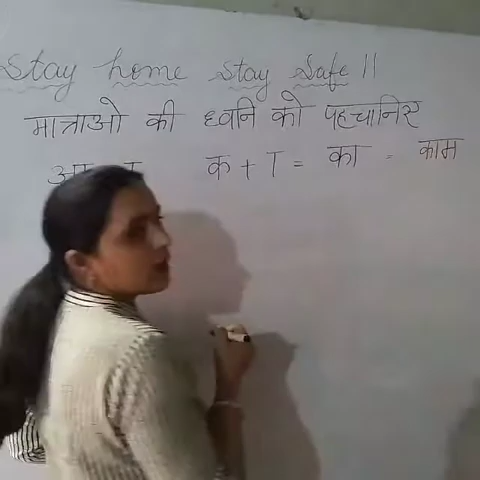 Stay home Stay Safe ||
मात्राओ की ध्वनि को पहचानिए
आ ा क + ा = का = काम